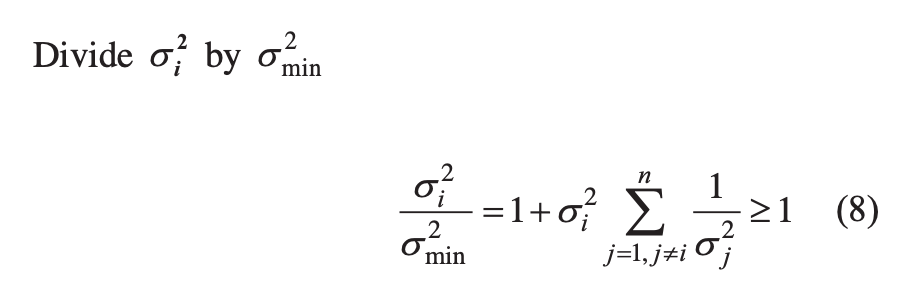 Divide σ_i^2 by σ_min^2
σ_i^2 / σ_min^2 = 1 + σ_i^2 ∑_{j=1, j≠i}^{n} 1 / σ_j^2 ≥ 1 (8)